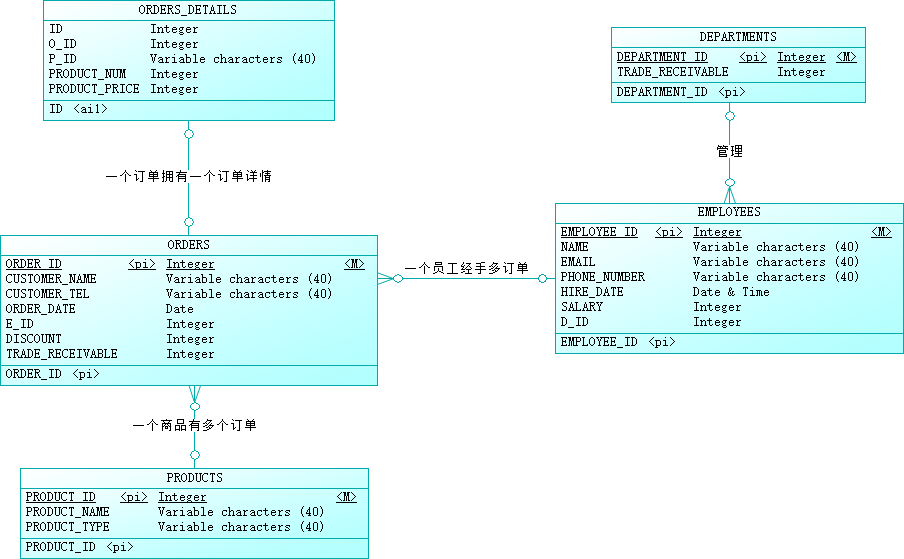 ORDERS_DETAILS
ID Integer
O_ID Integer
P_ID Variable characters (40)
PRODUCT_NUM Integer
PRODUCT_PRICE Integer
ID <ai1>
DEPARTMENTS
DEPARTMENT_ID <pi> Integer <M>
TRADE_RECEIVABLE Integer
DEPARTMENT_ID <pi>
一个订单拥有一个订单详情
管理
EMPLOYEES
EMPLOYEE_ID <pi> Integer <M>
NAME Variable characters (40)
EMAIL Variable characters (40)
PHONE_NUMBER Variable characters (40)
HIRE_DATE Date & Time
SALARY Integer
D_ID Integer
EMPLOYEE_ID <pi>
一个员工经手多订单
ORDERS
ORDER_ID <pi> Integer <M>
CUSTOMER_NAME Variable characters (40)
CUSTOMER_TEL Variable characters (40)
ORDER_DATE Date
E_ID Integer
DISCOUNT Integer
TRADE_RECEIVABLE Integer
ORDER_ID <pi>
一个商品有多个订单
PRODUCTS
PRODUCT_ID <pi> Integer <M>
PRODUCT_NAME Variable characters (40)
PRODUCT_TYPE Variable characters (40)
PRODUCT_ID <pi>